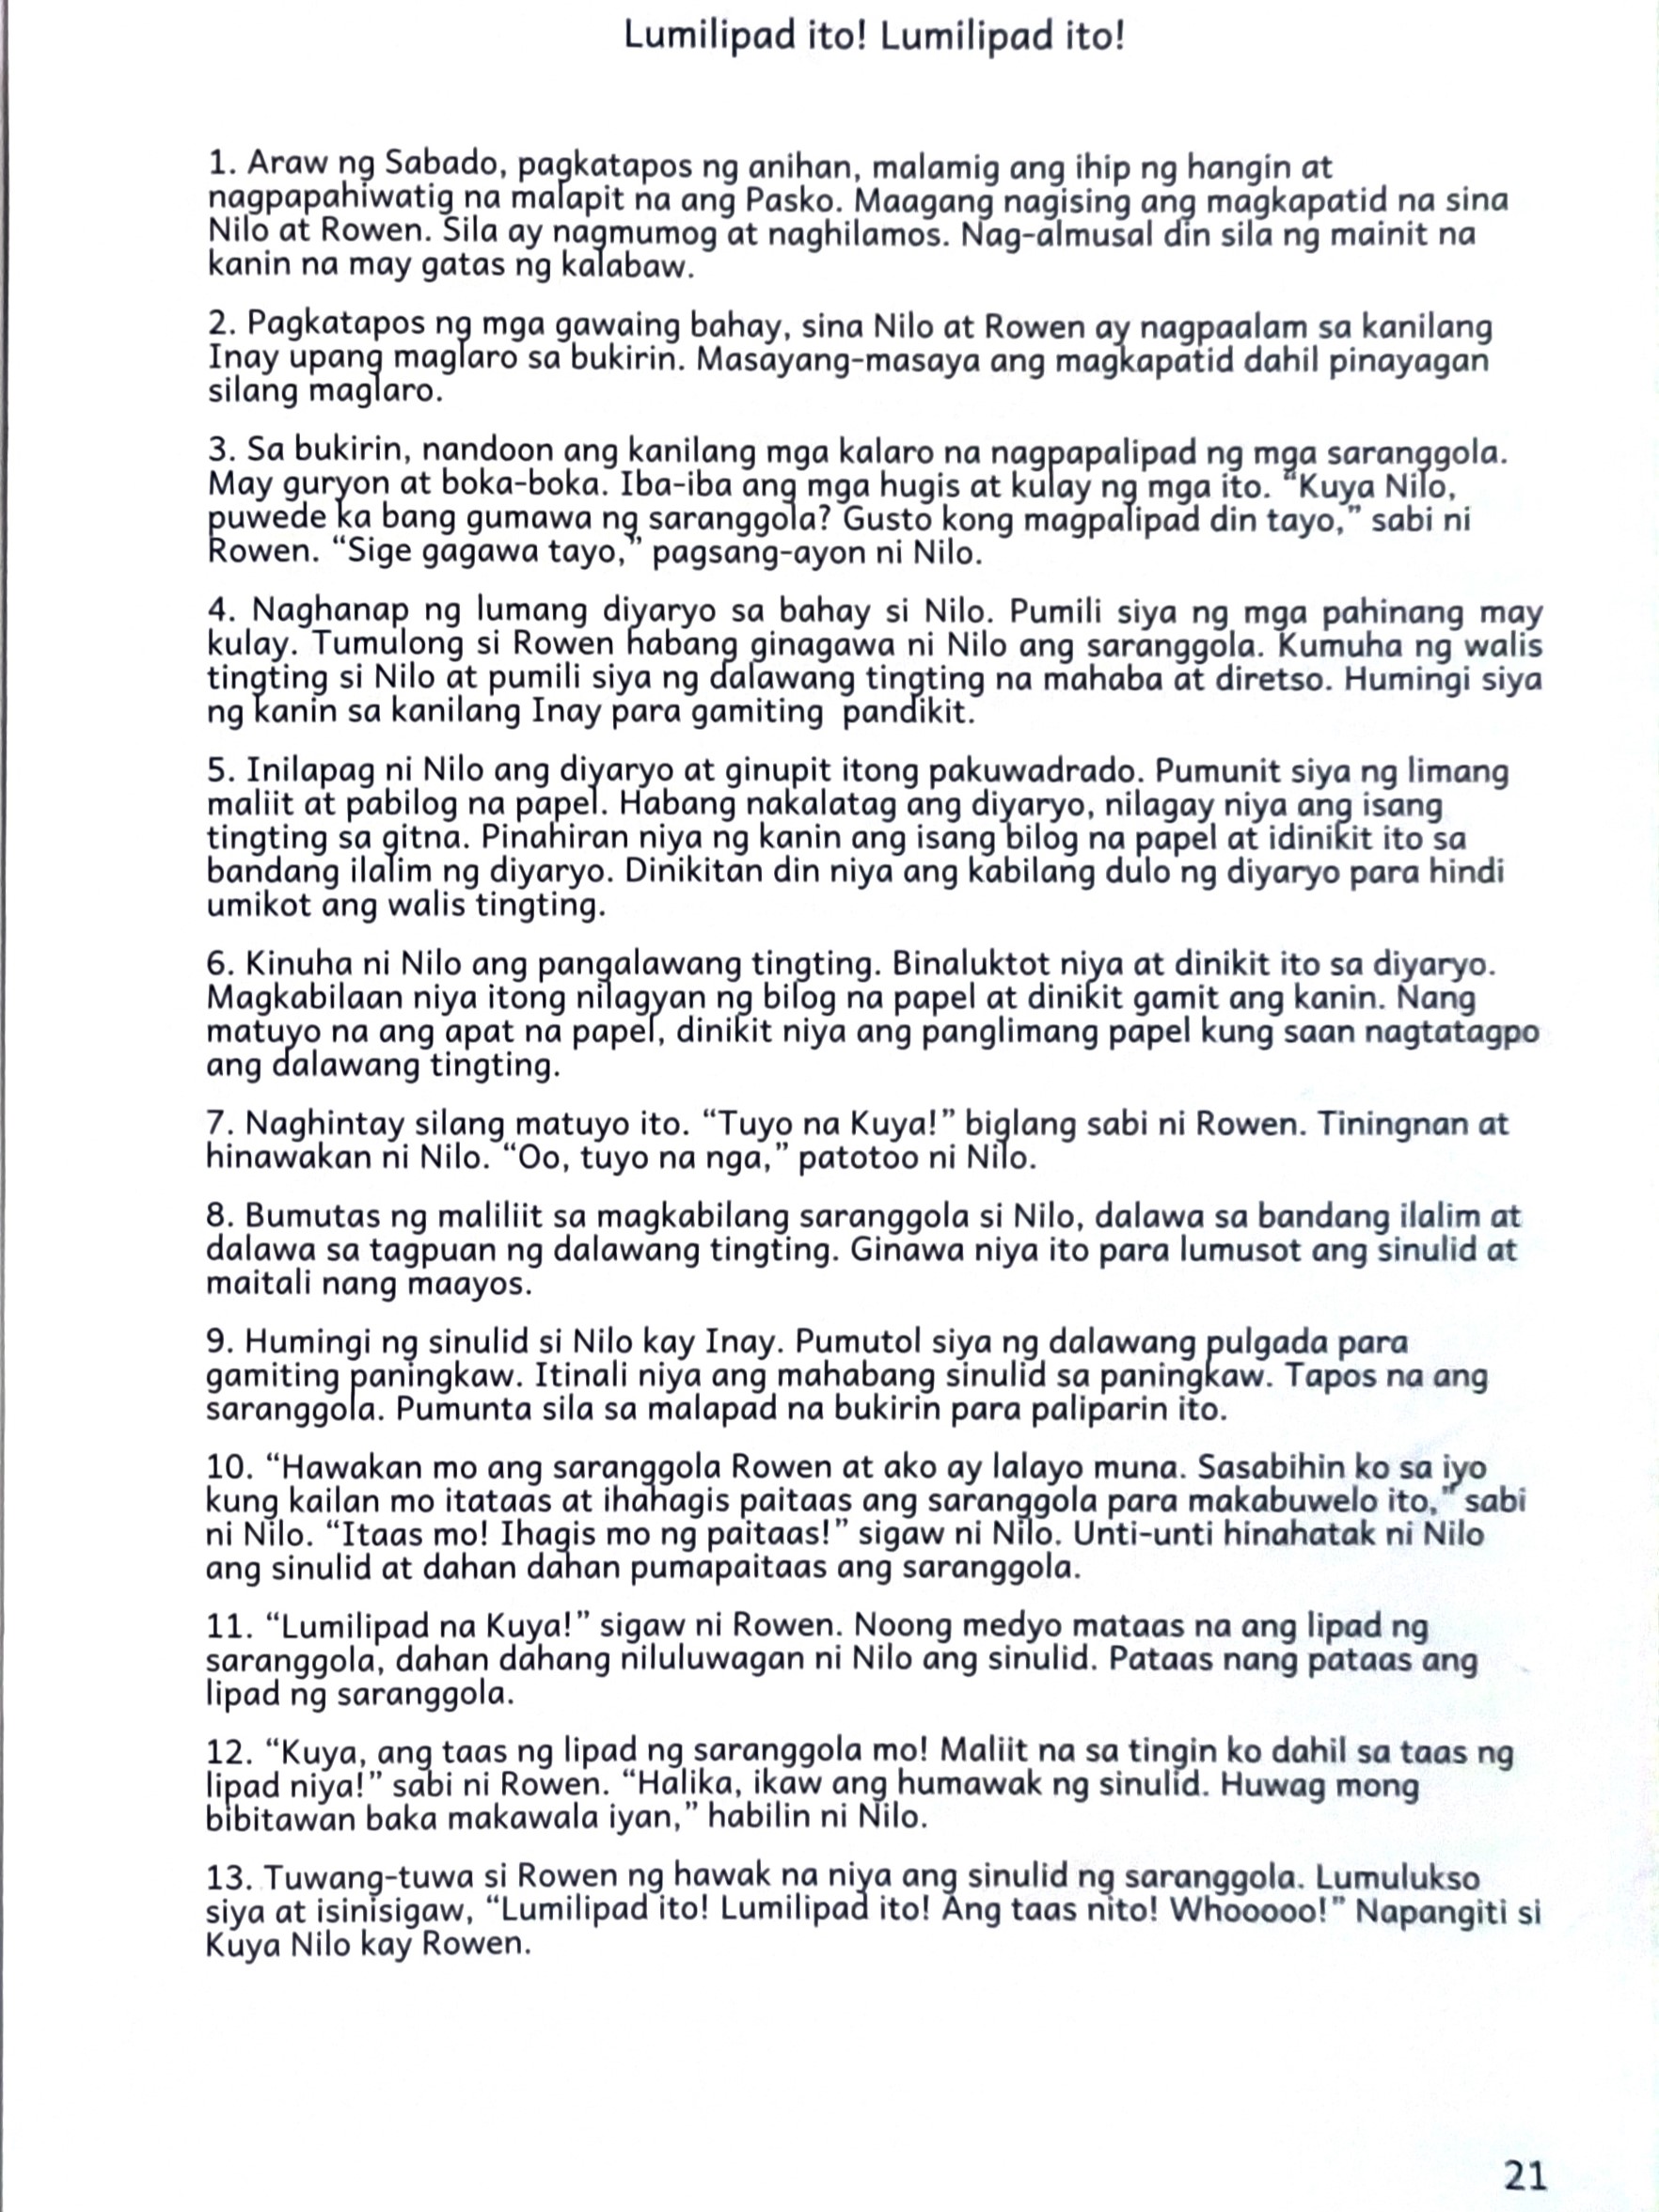 Lumilipad ito! Lumilipad ito!
1. Araw ng Sabado, pagkatapos ng anihan, malamig ang ihip ng hangin at
nagpapahiwatig na malapit na ang Pasko. Maagang nagising ang magkapatid na sina
Nilo at Rowen. Sila ay nagmumog at naghilamos. Nag-almusal din sila ng mainit na
kanin na may gatas ng kalabaw.
2. Pagkatapos ng mga gawaing bahay, sina Nilo at Rowen ay nagpaalam sa kanilang
Inay upang maglaro sa bukirin. Masayang-masaya ang magkapatid dahil pinayagan
silang maglaro.
3. Sa bukirin, nandoon ang kanilang mga kalaro na nagpapalipad ng mga saranggola.
May guryon at boka-boka. Iba-iba ang mga hugis at kulay ng mga ito. “Kuya Nilo,
puwede ka bang gumawa ng saranggola? Gusto kong magpalipad din tayo,” sabi ni
Rowen. “Sige gagawa tayo,” pagsang-ayon ni Nilo.
4. Naghanap ng lumang diyaryo sa bahay si Nilo. Pumili siya ng mga pahinang may
kulay. Tumulong si Rowen habang ginagawa ni Nilo ang saranggola. Kumuha ng walis
tingting si Nilo at pumili siya ng dalawang tingting na mahaba at diretso. Humingi siya
ng kanin sa kanilang Inay para gamiting pandikit.
5. Inilapag ni Nilo ang diyaryo at ginupit itong pakuwadrado. Pumunit siya ng limang
maliit at pabilog na papel. Habang nakalatag ang diyaryo, nilagay niya ang isang
tingting sa gitna. Pinahiran niya ng kanin ang isang bilog na papel at idinikit ito sa
bandang ilalim ng diyaryo. Dinikitan din niya ang kabilang dulo ng diyaryo para hindi
umikot ang walis tingting.
6. Kinuha ni Nilo ang pangalawang tingting. Binaluktot niya at dinikit ito sa diyaryo.
Magkabilaan niya itong nilagyan ng bilog na papel at dinikit gamit ang kanin. Nang
matuyo na ang apat na papel, dinikit niya ang panglimang papel kung saan nagtatagpo
ang dalawang tingting.
7. Naghintay silang matuyo ito. “Tuyo na Kuya!” biglang sabi ni Rowen. Tiningnan at
hinawakan ni Nilo. “Oo, tuyo na nga,” patotoo ni Nilo.
8. Bumutas ng maliliit sa magkabilang saranggola si Nilo, dalawa sa bandang ilalim at
dalawa sa tagpuan ng dalawang tingting. Ginawa niya ito para lumusot ang sinulid at
maitali nang maayos.
9. Humingi ng sinulid si Nilo kay Inay. Pumutol siya ng dalawang pulgada para
gamiting paningkaw. Itinali niya ang mahabang sinulid sa paningkaw. Tapos na ang
saranggola. Pumunta sila sa malapad na bukirin para paliparin ito.
10. “Hawakan mo ang saranggola Rowen at ako ay lalayo muna. Sasabihin ko sa iyo
kung kailan mo itataas at ihahagis paitaas ang saranggola para makabuwelo ito,” sabi
ni Nilo. “Itaas mo! Ihagis mo ng paitaas!” sigaw ni Nilo. Unti-unti hinahatak ni Nilo
ang sinulid at dahan dahan pumapaitaas ang saranggola.
11. “Lumilipad na Kuya!” sigaw ni Rowen. Noong medyo mataas na ang lipad ng
saranggola, dahan dahang niluluwagan ni Nilo ang sinulid. Pataas nang pataas ang
lipad ng saranggola.
12. “Kuya, ang taas ng lipad ng saranggola mo! Maliit na sa tingin ko dahil sa taas ng
lipad niya!” sabi ni Rowen. “Halika, ikaw ang humawak ng sinulid. Huwag mong
bibitawan baka makawala iyan,” habilin ni Nilo.
13. Tuwang-tuwa si Rowen ng hawak na niya ang sinulid ng saranggola. Lumulukso
siya at isinisigaw, “Lumilipad ito! Lumilipad ito! Ang taas nito! Whooooo!” Napangiti si
Kuya Nilo kay Rowen.
21